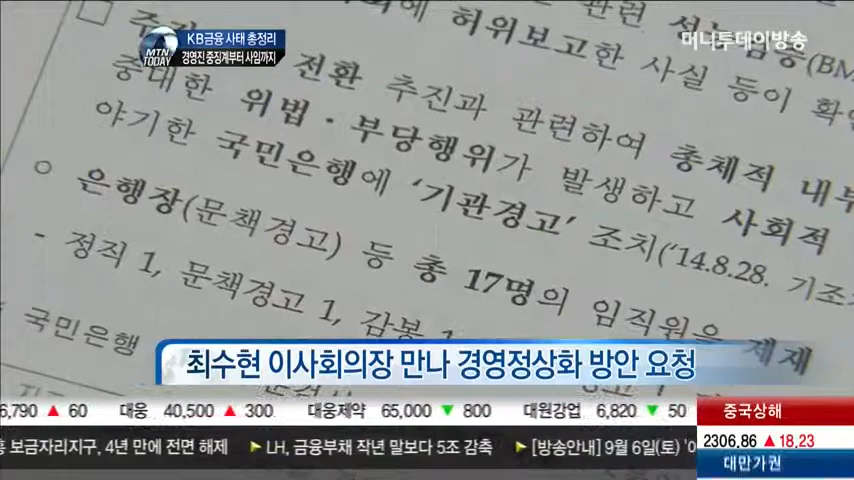 KB금융 사태 총정리
MTN TODAY
경영진 중징계부터 사임까지
머니투데이방송
관련
허위보고한 사실 등이 확인
전환 추진과 관련하여 총체적 내부
중대한 위법·부당행위가 발생하고 사회적
야기한 국민은행에 '기관경고' 조치('14.8.28. 기조치
○ 은행장(문책경고) 등 총 17명의 임직원을 제재
- 정직 1, 문책경고 1, 감봉
국민은행
최수현 이사회의장 만나 경영정상화 방안 요청
6,790 ▲ 60 대웅 40,500 ▲ 300 대웅제약 65,000 ▼ 800 대원강업 6,820 ▼ 50
중국상해
2306.86 ▲ 18.23
대만가권
보금자리지구, 4년 만에 전면 해제 ▶ LH, 금융부채 작년 말보다 5조 감축 ▶ [방송안내] 9월 6일(토)